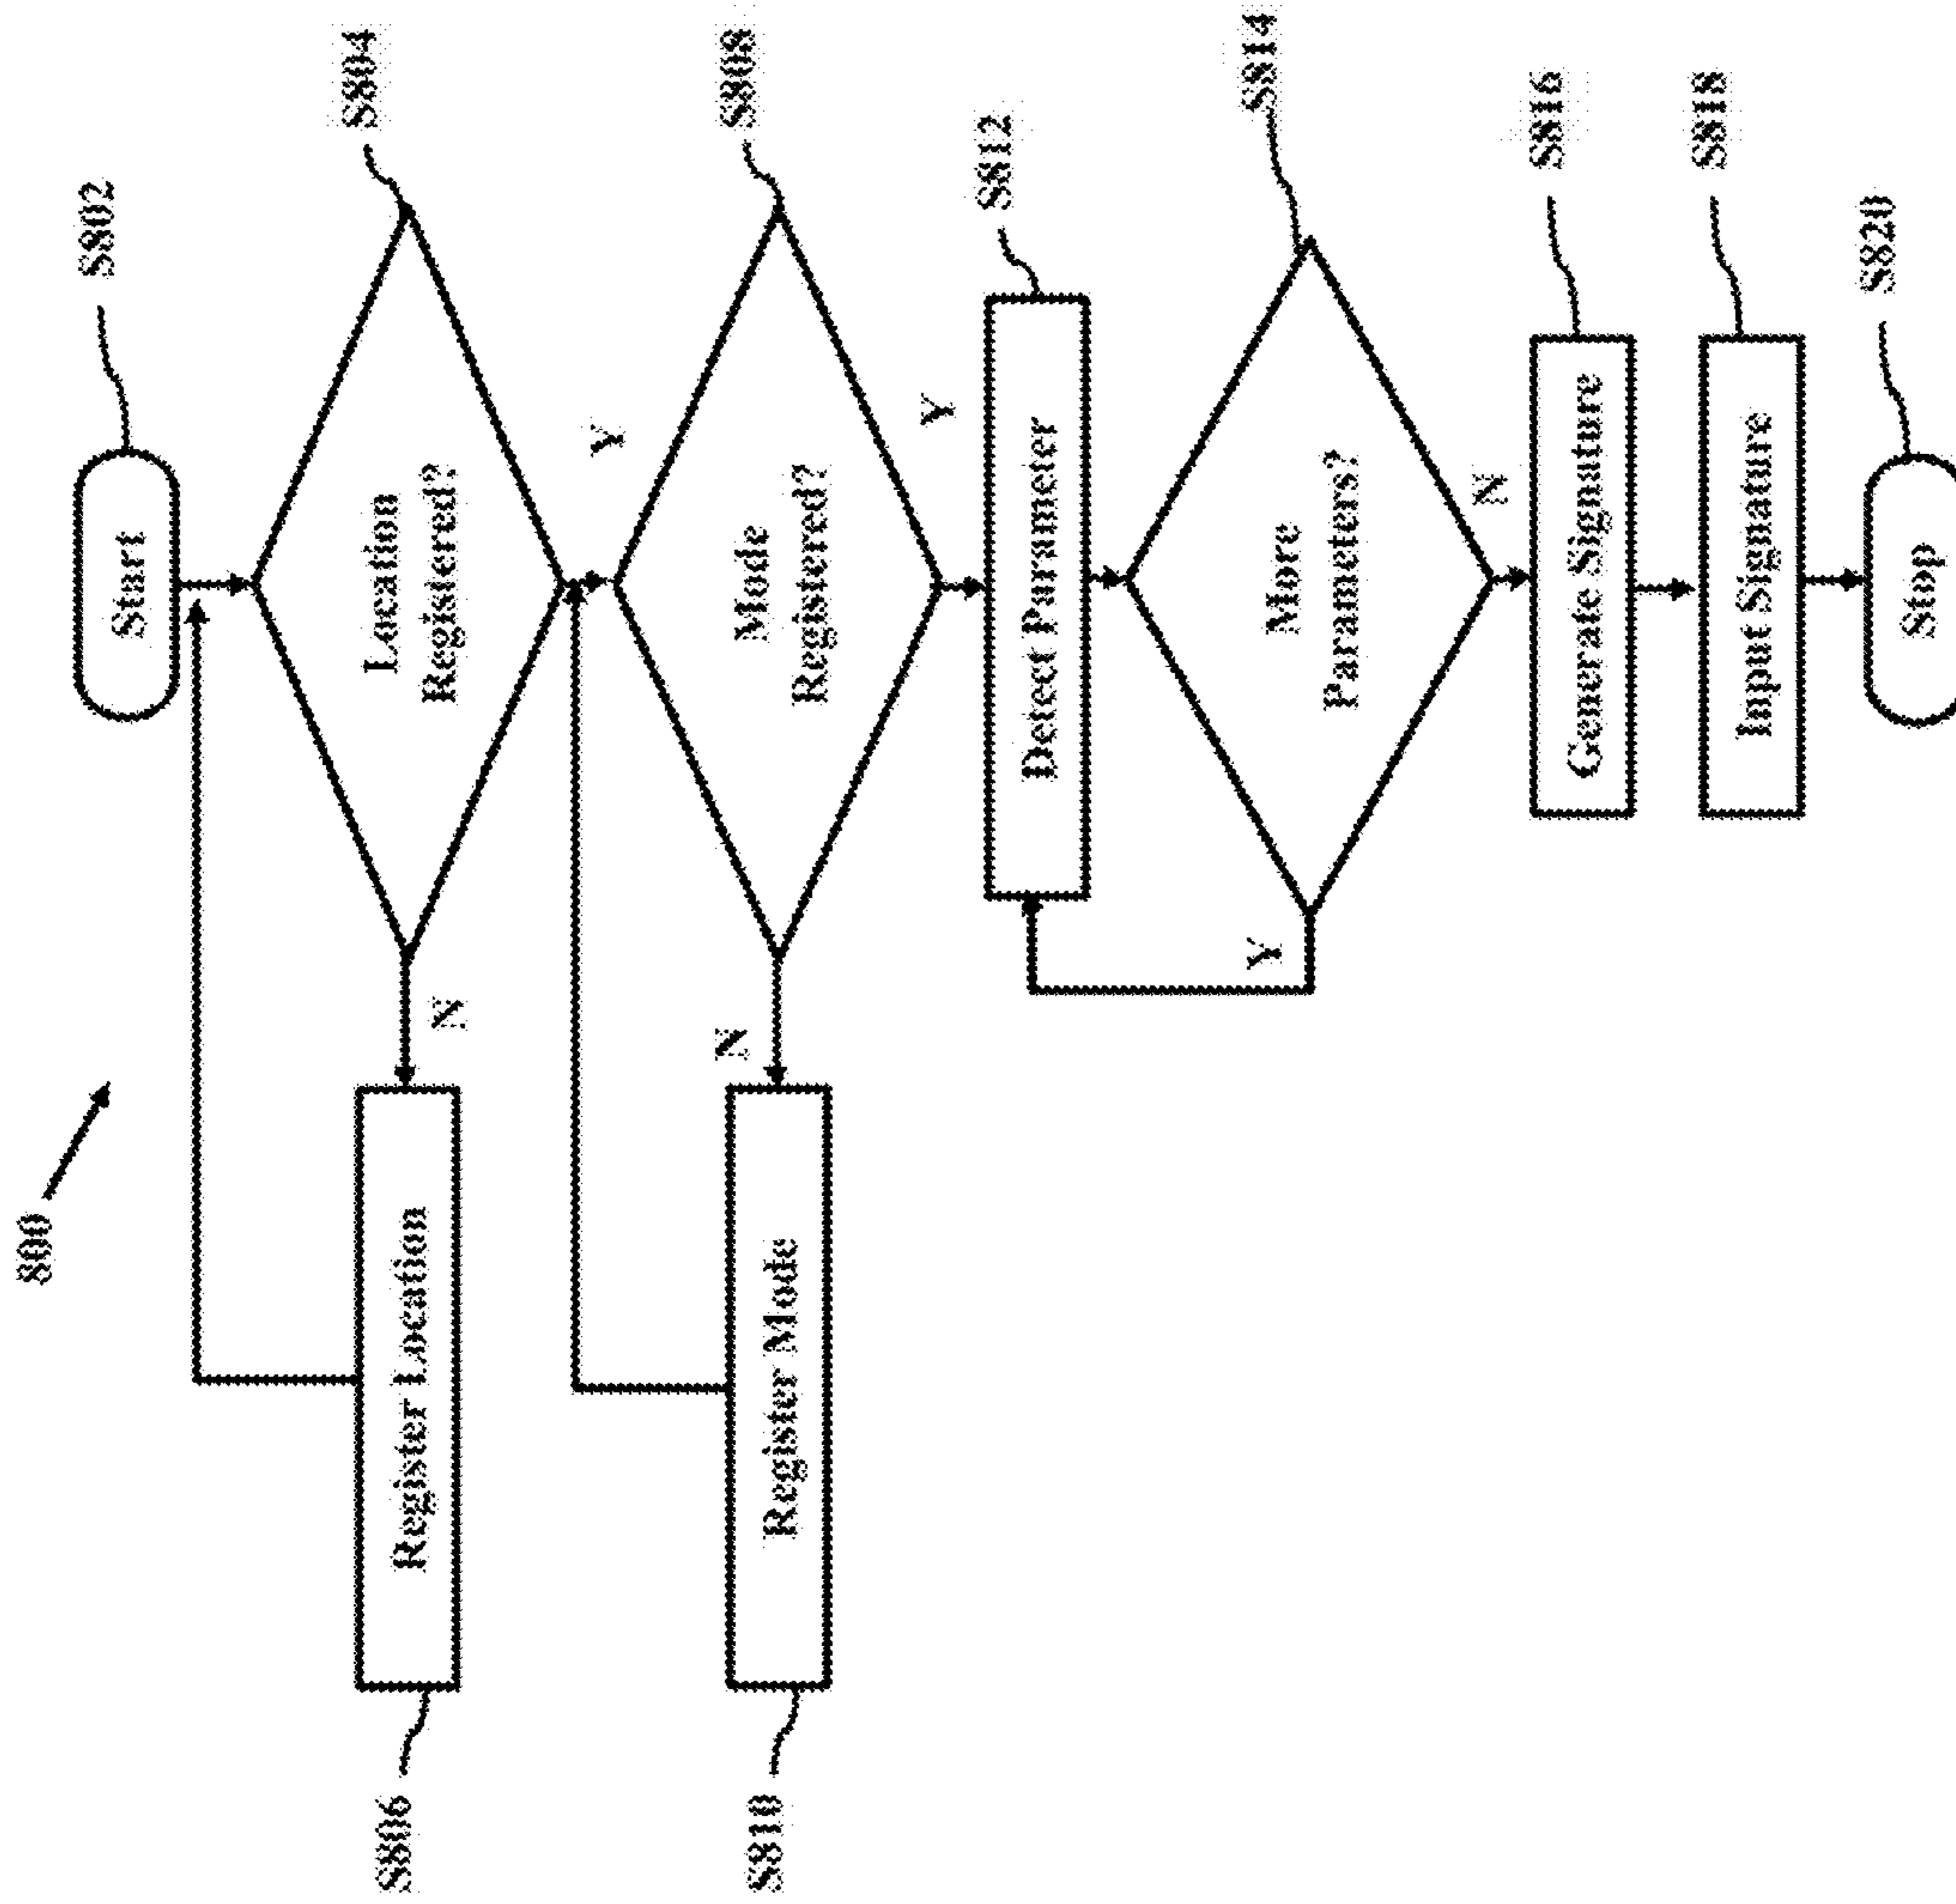 800
Start
S802
Location
Registered?
S804
N
Register Location
S806
Y
Mode
Registered?
S808
N
Register Mode
S810
Y
Detect Parameter
S812
More
Parameters?
S814
Y
N
Generate Signature
S816
Input Signature
S818
Stop
S820